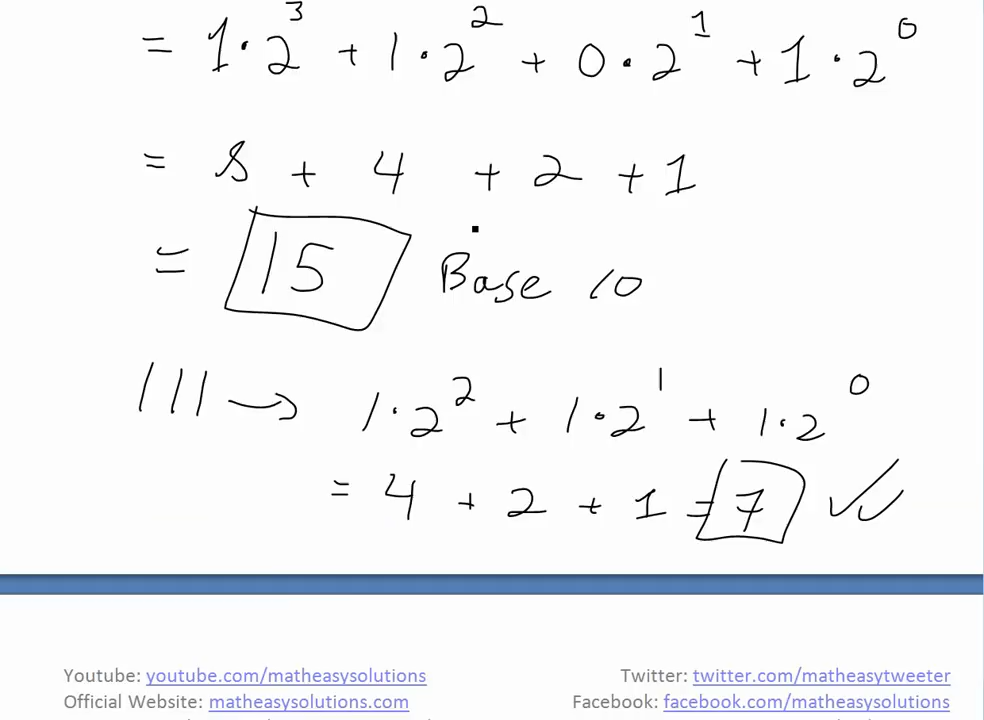 = 1·2³ + 1·2² + 0·2¹ + 1·2⁰
= 8 + 4 + 2 + 1
= 15 Base 10
111 → 1·2² + 1·2¹ + 1·2⁰
= 4 + 2 + 1 = 7 ✓
Youtube: youtube.com/matheasysolutions Twitter: twitter.com/matheasytweeter
Official Website: matheasysolutions.com Facebook: facebook.com/matheasysolutions